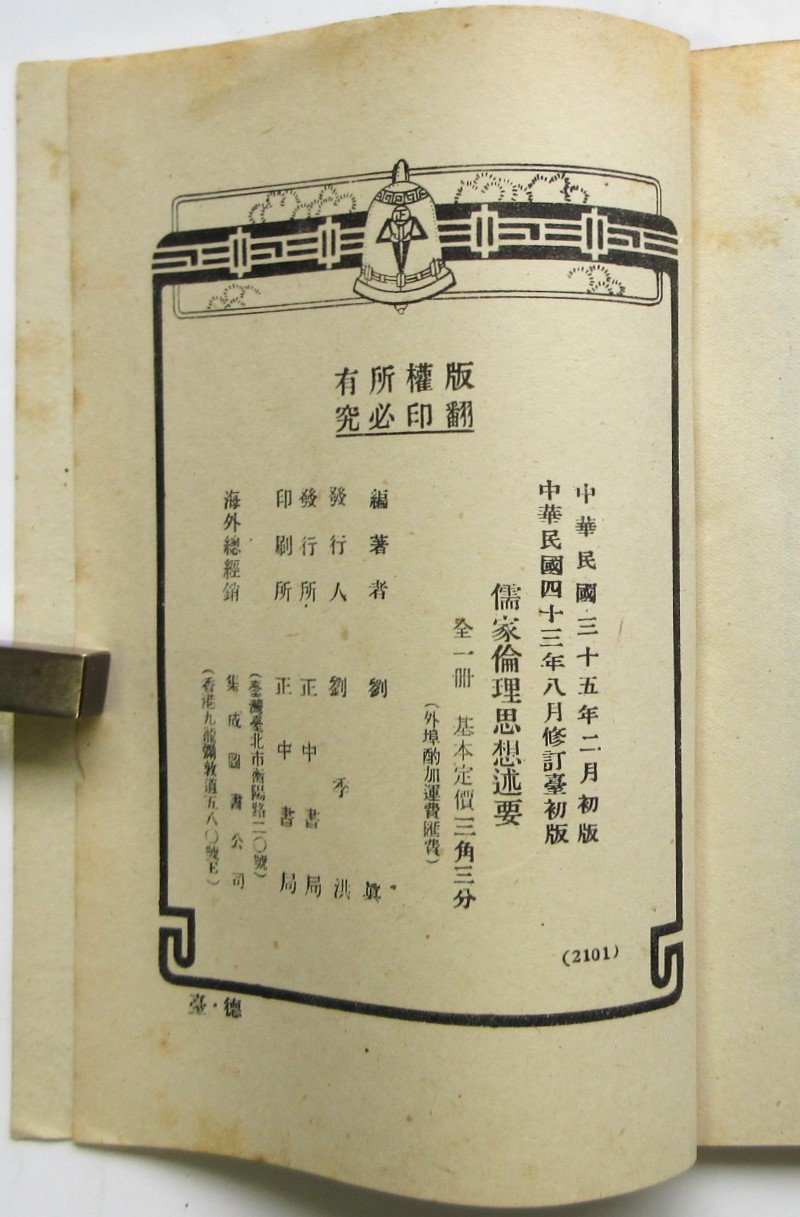 版權所有
翻印必究
中華民國三十五年二月初版
中華民國四十三年八月修訂臺初版
儒家倫理思想述要
全一冊 基本定價三角三分
(外埠酌加運費匯費)
編著者 劉眞
發行人 劉季洪
發行所 正中書局
印刷所 正中書局
(臺灣臺北市衡陽路二〇號)
海外總經銷 集成圖書公司
(香港九龍彌敦道五八〇號E)
(2101)
臺·德